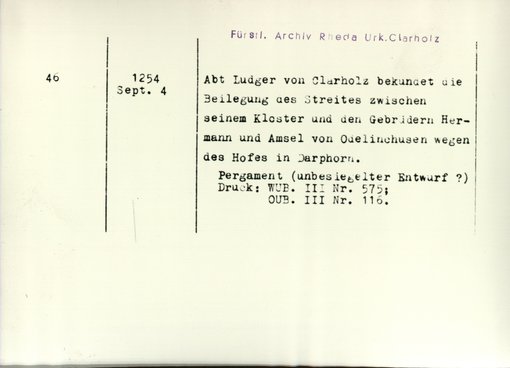 Fürstl. Archiv Rheda Urk.Clarholz
46
1254
Sept. 4
Abt Ludger von Clarholz bekundet die
Beilegung des Streites zwischen
seinem Kloster und den Gebrüdern Her-
mann und Amsel von Odelinchusen wegen
des Hofes in Darphorn.
Pergament (unbesiegelter Entwurf ?)
Druck: WUB. III Nr. 575;
OUB. III Nr. 116.